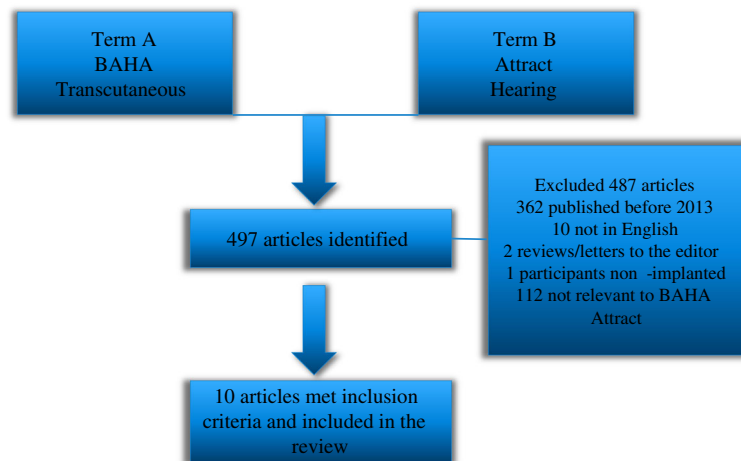 Term A
BAHA
Transcutaneous
Term B
Attract
Hearing
497 articles identified
Excluded 487 articles
362 published before 2013
10 not in English
2 reviews/letters to the editor
1 participants non -implanted
112 not relevant to BAHA
Attract
10 articles met inclusion
criteria and included in the
review